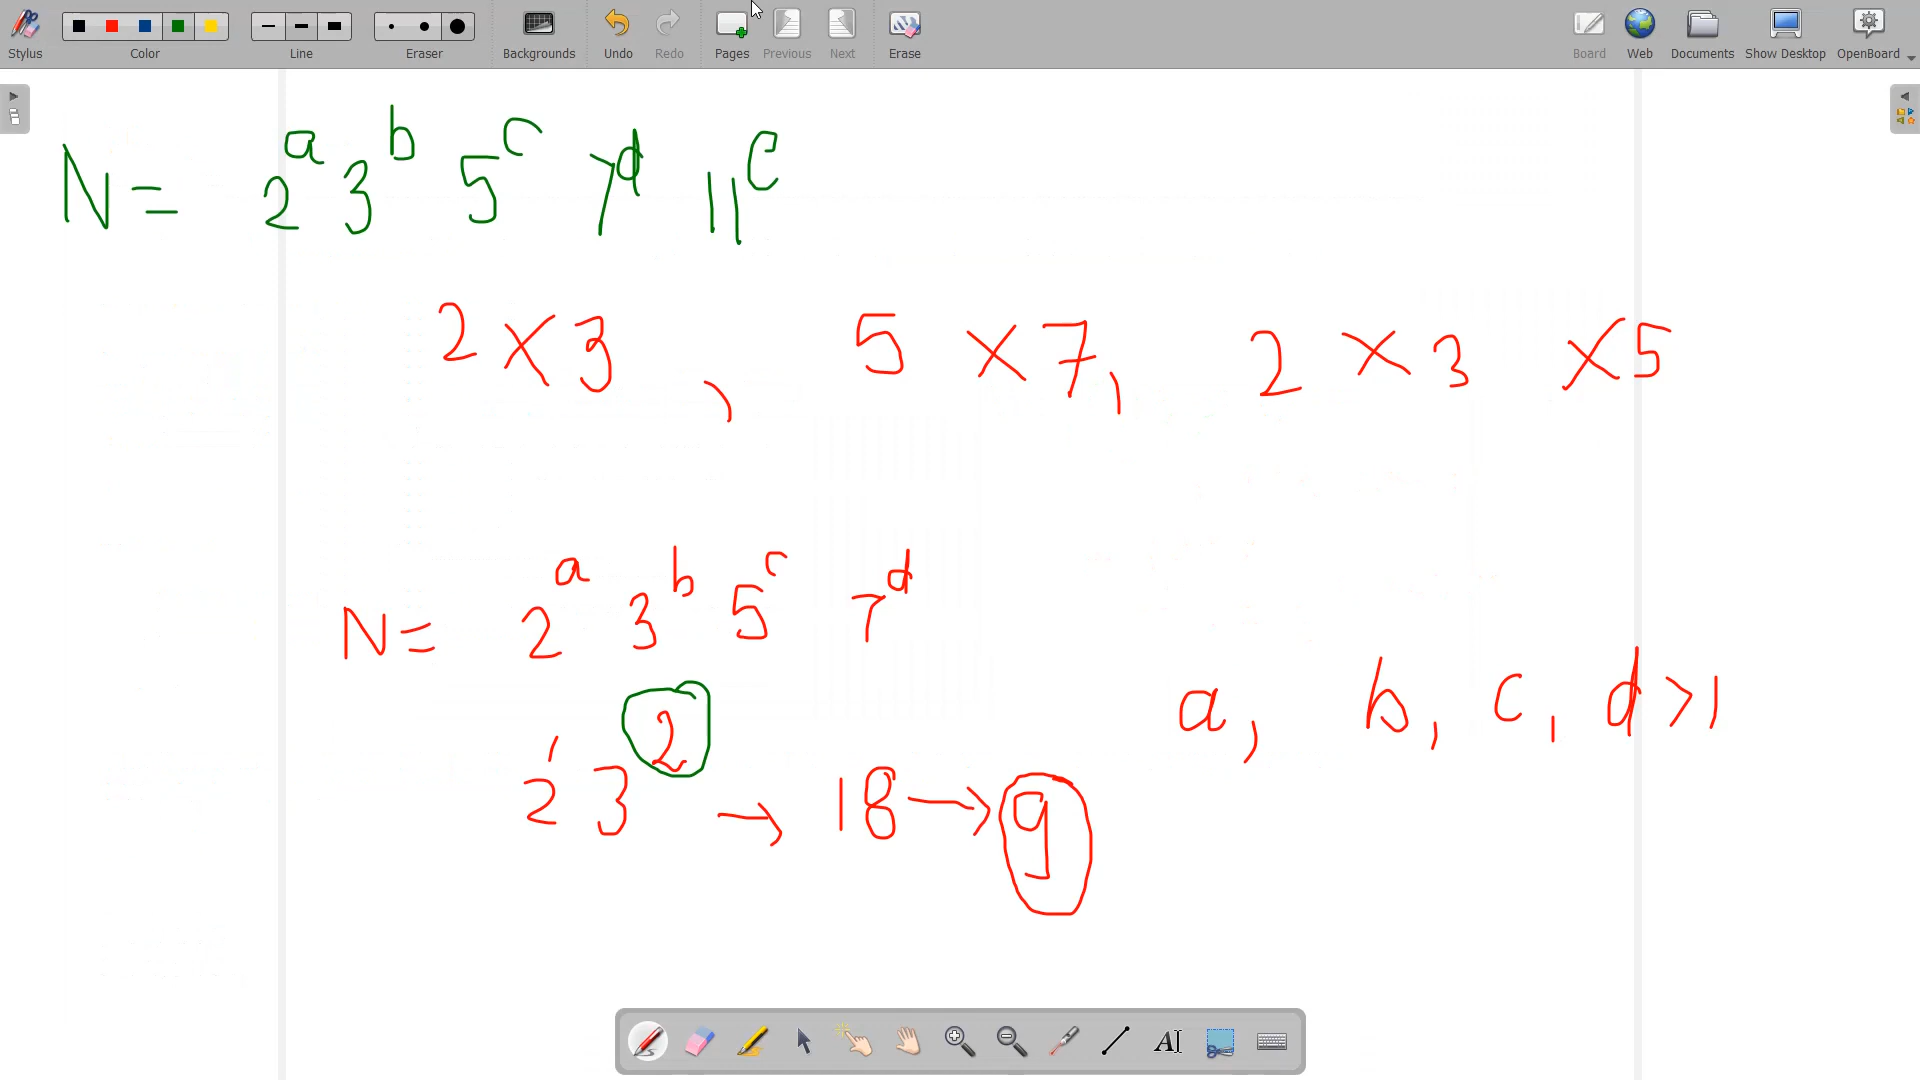 Stylus Color Line Eraser Backgrounds Undo Redo Pages Previous Next Erase Board Web Documents Show Desktop OpenBoard
N = 2^a 3^b 5^c 7^d 11^e
2 × 3 , 5 × 7, 2 × 3 × 5
N = 2^a 3^b 5^c 7^d
a, b, c, d > 1
2^1 3^2 → 18 → 9